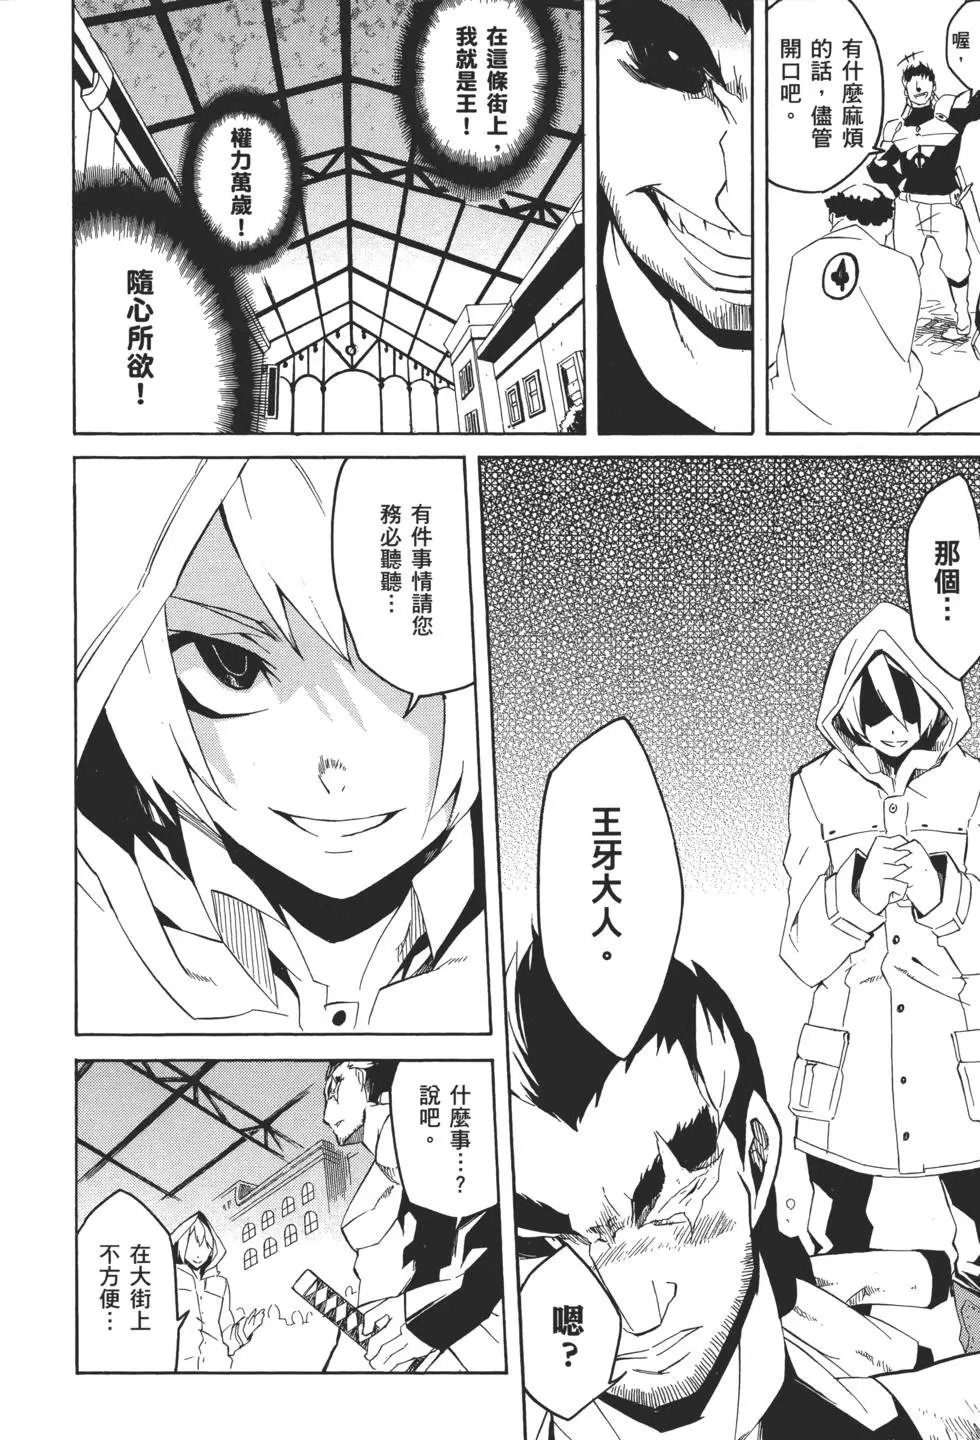 喔，
有什麼麻煩
的話，儘管
開口吧。
在這條街上，
我就是王！
權力萬歲！
隨心所欲！
那個…
王牙大人。
嗯？
有件事情請您
務必聽聽…
什麼事…？
說吧。
在大街上
不方便…